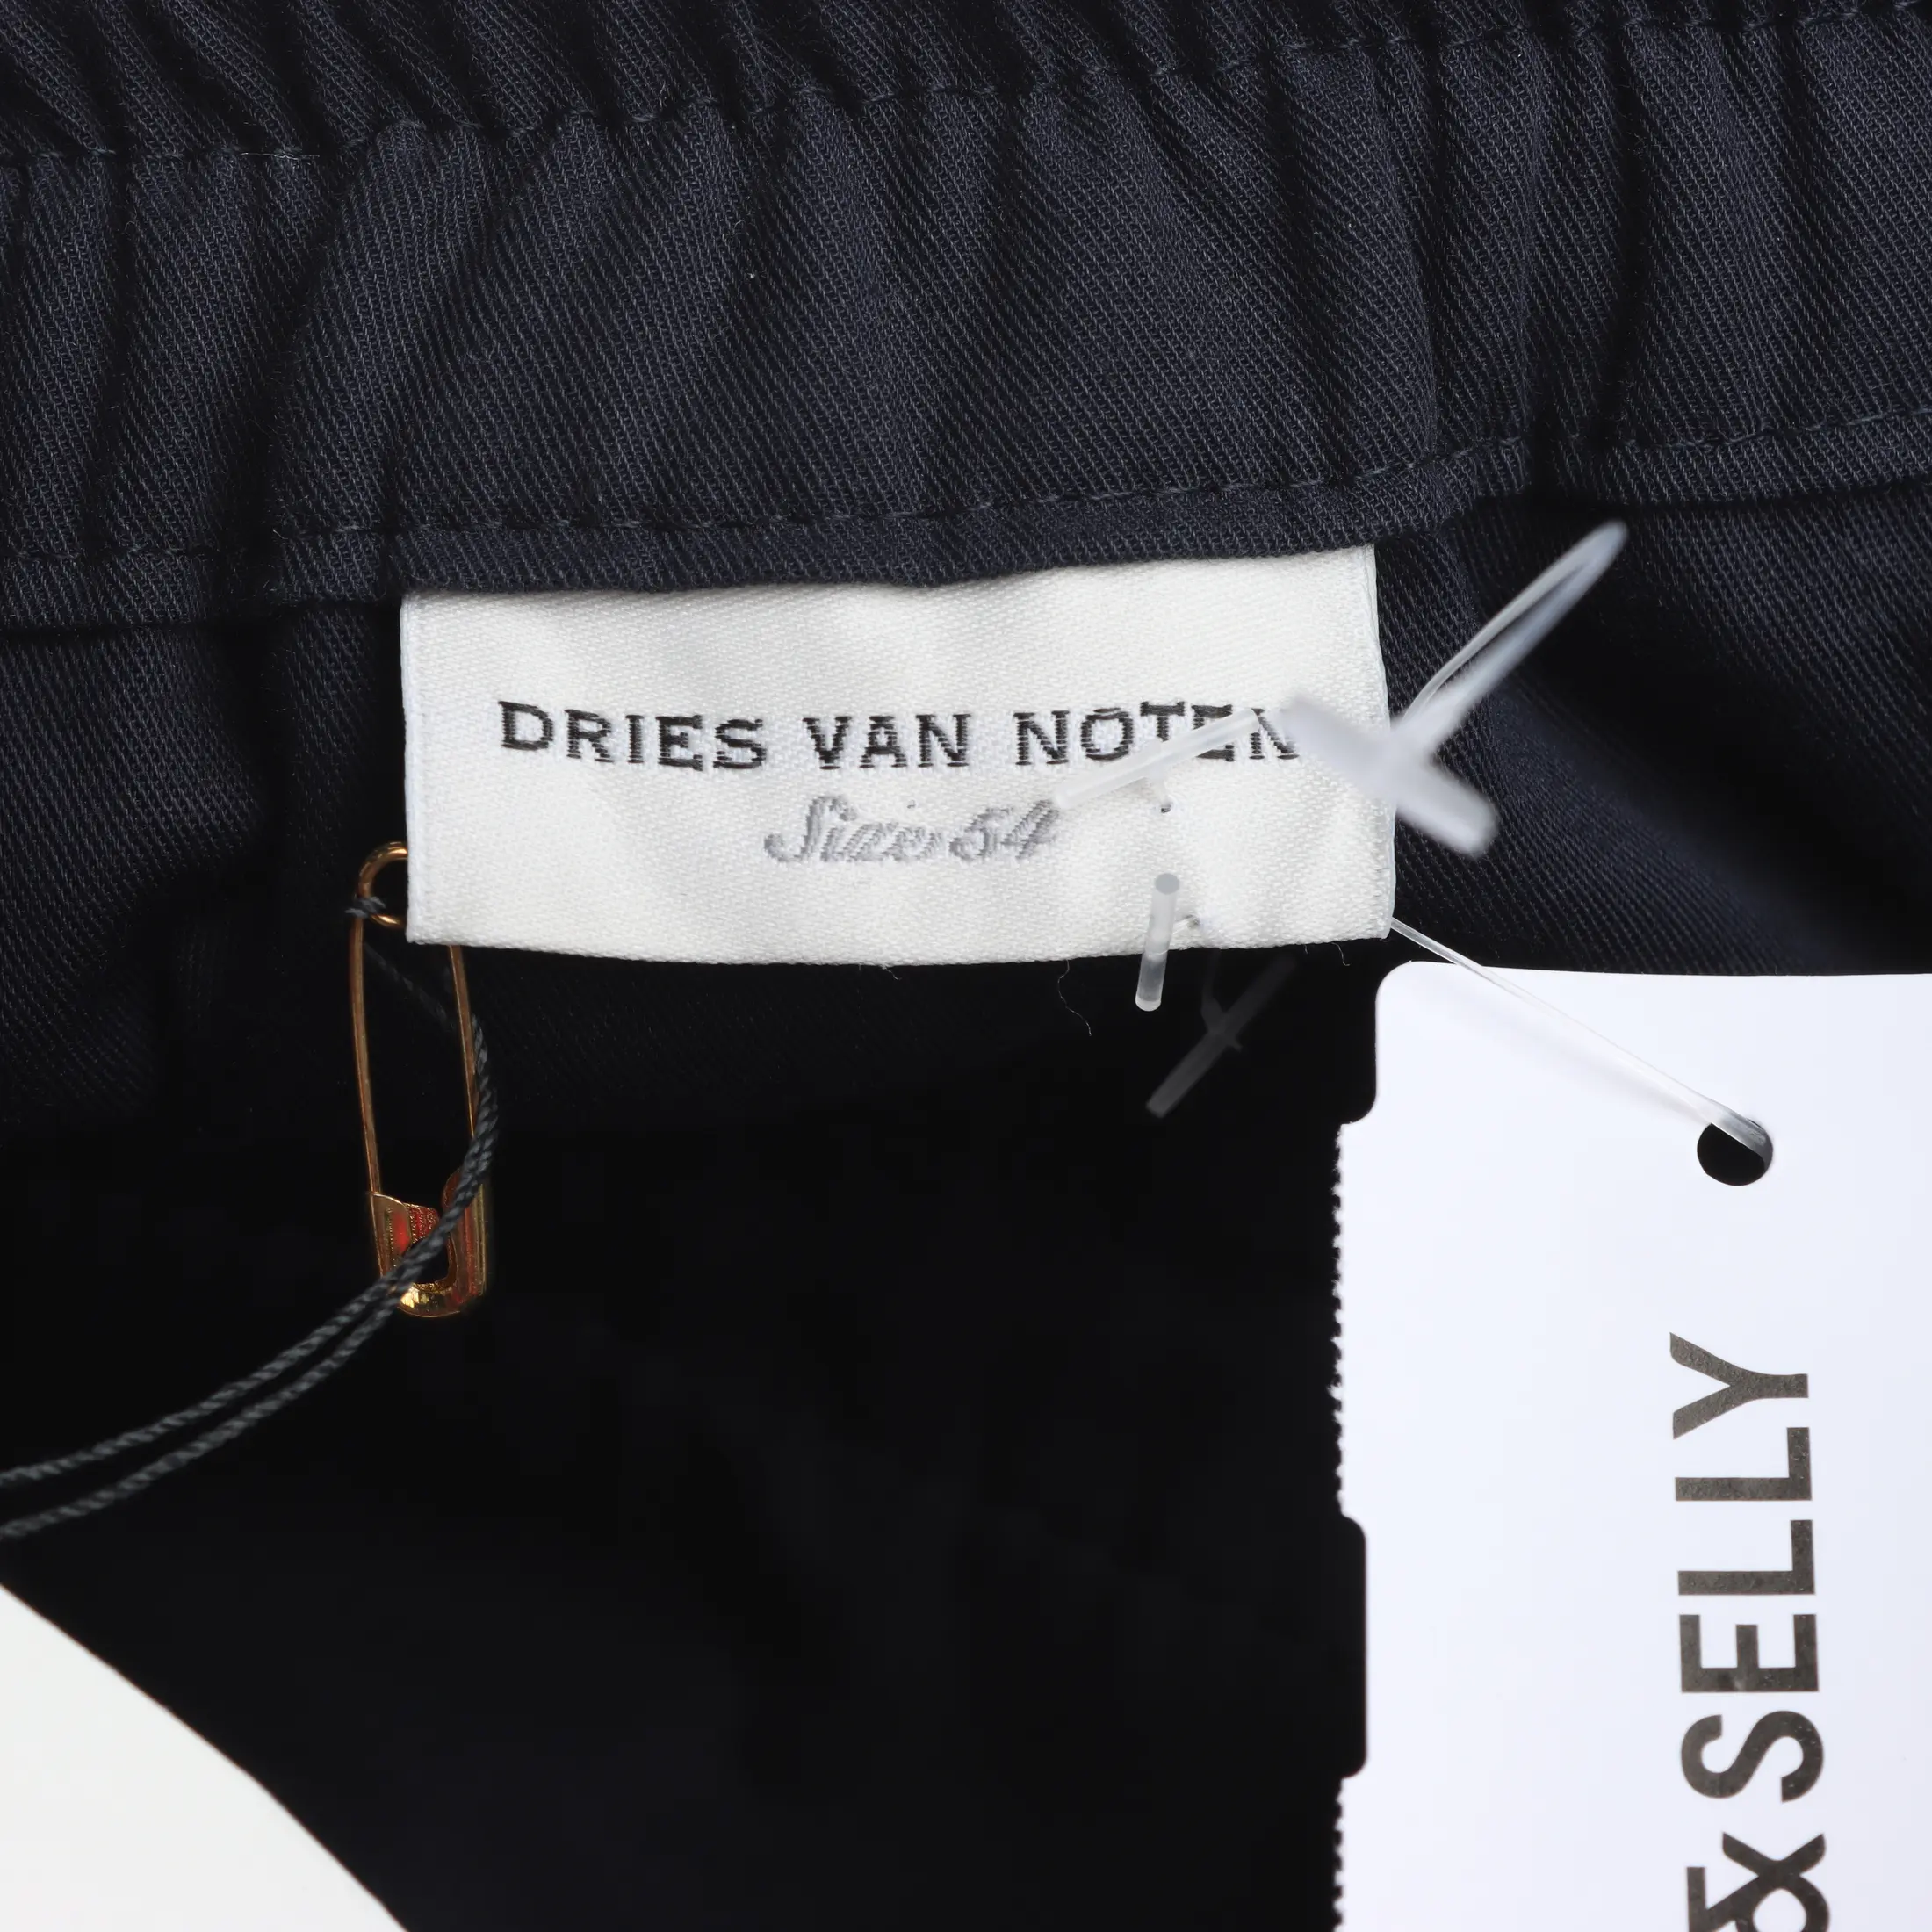 DRIES VAN NOTEN
Size 54
& SELLY